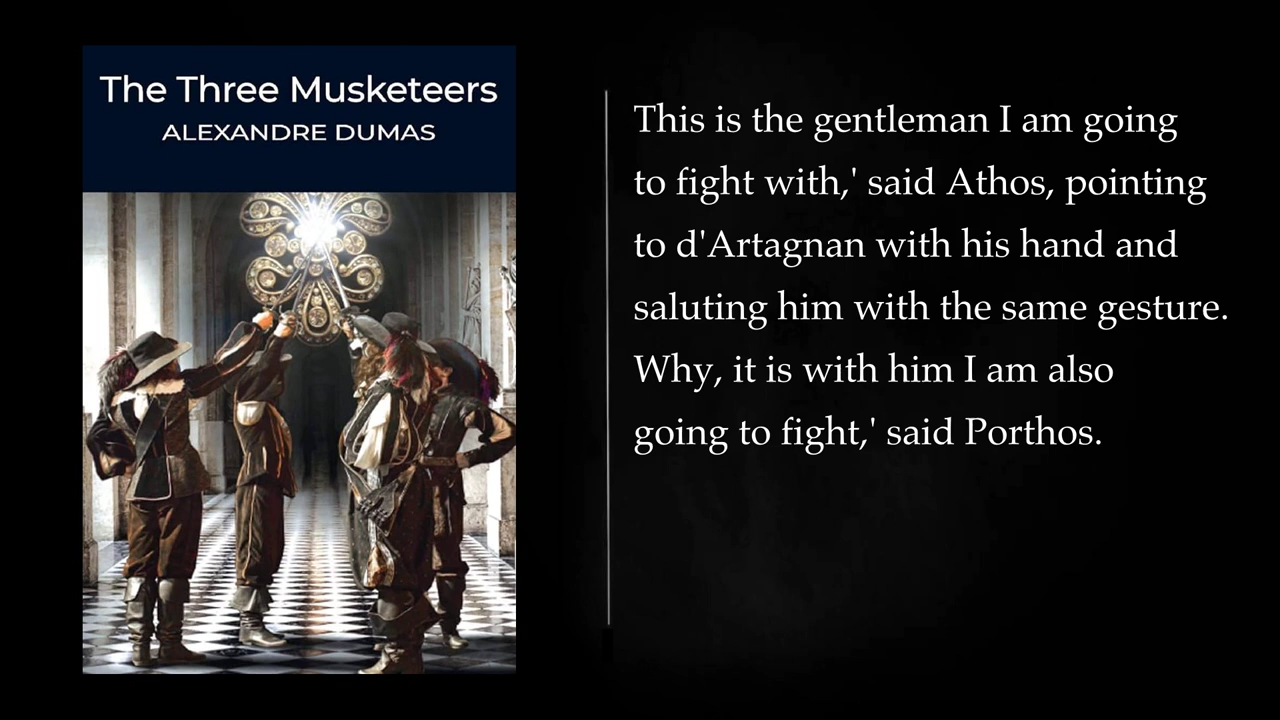 The Three Musketeers
ALEXANDRE DUMAS
This is the gentleman I am going
to fight with,' said Athos, pointing
to d'Artagnan with his hand and
saluting him with the same gesture.
Why, it is with him I am also
going to fight,' said Porthos.